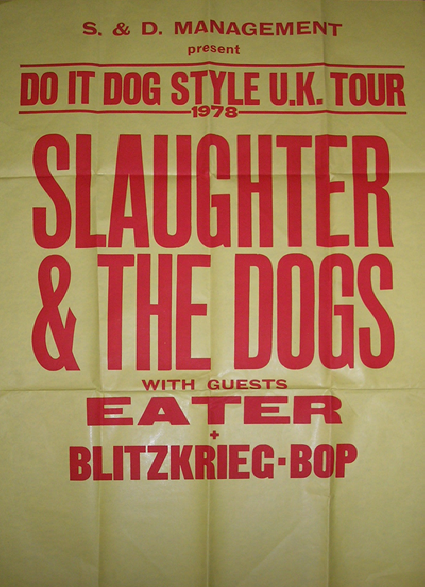 S. & D. MANAGEMENT
present
DO IT DOG STYLE U.K. TOUR
1978
SLAUGHTER
& THE DOGS
WITH GUESTS
EATER
+
BLITZKRIEG·BOP